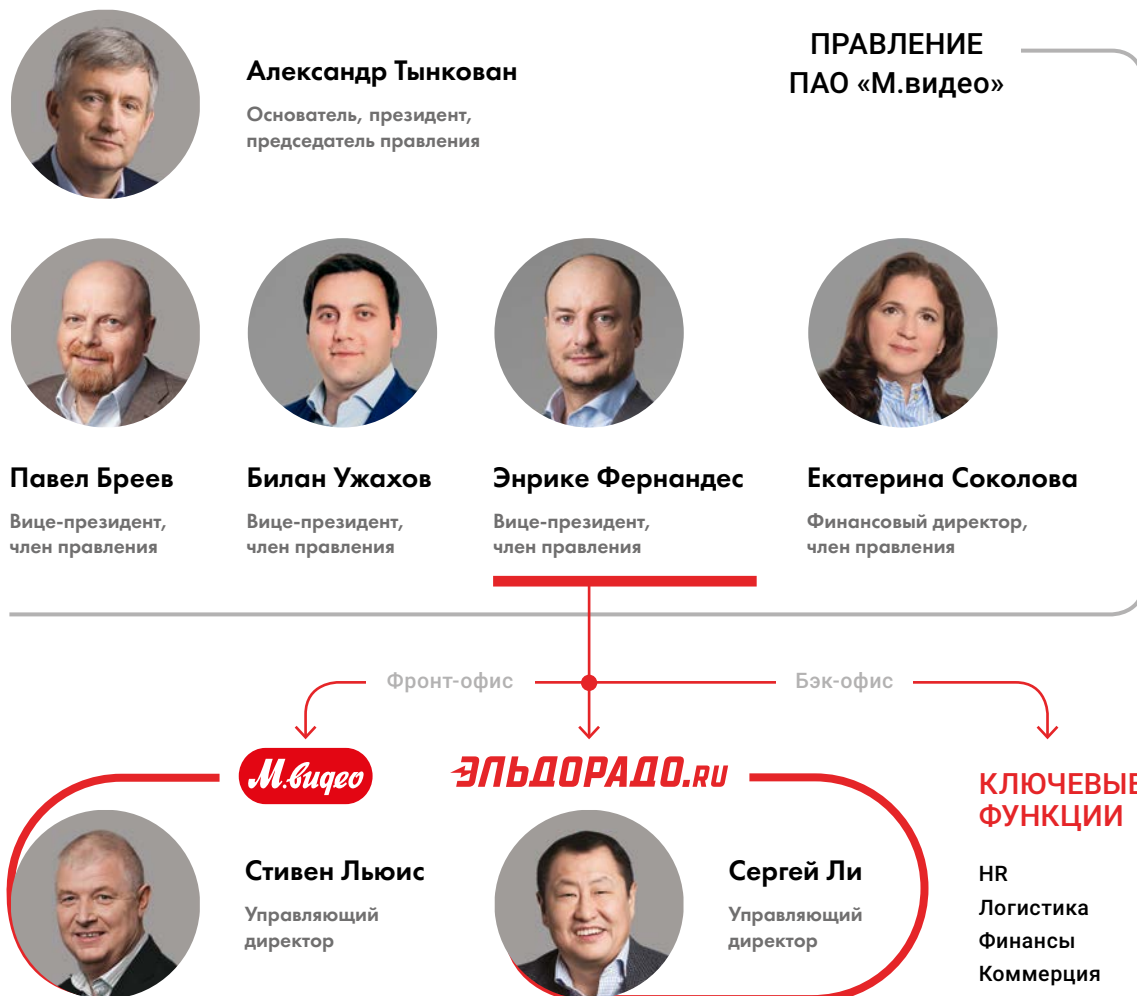 Александр Тынкован
Основатель, президент,
председатель правления
ПРАВЛЕНИЕ
ПАО «М.видео»
Павел Бреев
Вице-президент,
член правления
Билан Ужахов
Вице-президент,
член правления
Энрике Фернандес
Вице-президент,
член правления
Екатерина Соколова
Финансовый директор,
член правления
Фронт-офис
Бэк-офис
М.видео
ЭЛЬДОРАДО.RU
Стивен Льюис
Управляющий
директор
Сергей Ли
Управляющий
директор
КЛЮЧЕВЫЕ
ФУНКЦИИ
HR
Логистика
Финансы
Коммерция